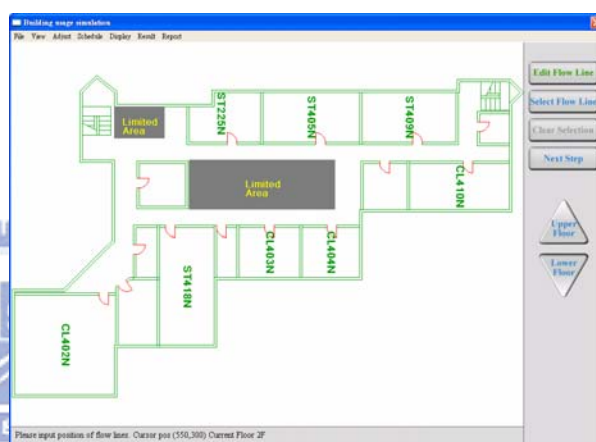 Building usage simulation
File View Adjust Schedule Display Result Report
Edit Flow Line
Select Flow Line
Clear Selection
Next Step
Upper
Floor
Lower
Floor
Limited
Area
ST225N
ST405N
ST409N
Limited
Area
CL410N
ST418N
CL403N
CL404N
CL402N
Please input position of flow lines. Cursor pos (550,300) Current Floor 2F